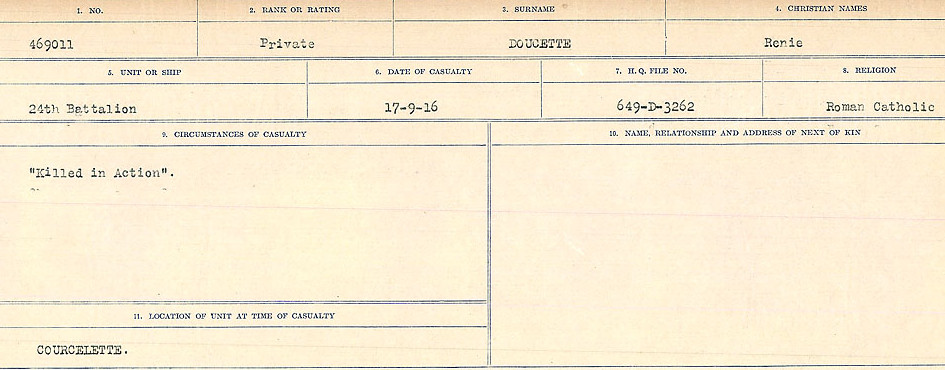 1. NO.
2. RANK OR RATING
3. SURNAME
4. CHRISTIAN NAMES
469011
Private
DOUCETTE
Renie
5. UNIT OR SHIP
6. DATE OF CASUALTY
7. H. Q. FILE NO.
8. RELIGION
24th Battalion
17-9-16
649-D-3262
Roman Catholic
9. CIRCUMSTANCES OF CASUALTY
10. NAME, RELATIONSHIP AND ADDRESS OF NEXT OF KIN
"Killed in Action".
11. LOCATION OF UNIT AT TIME OF CASUALTY
COURCELETTE.